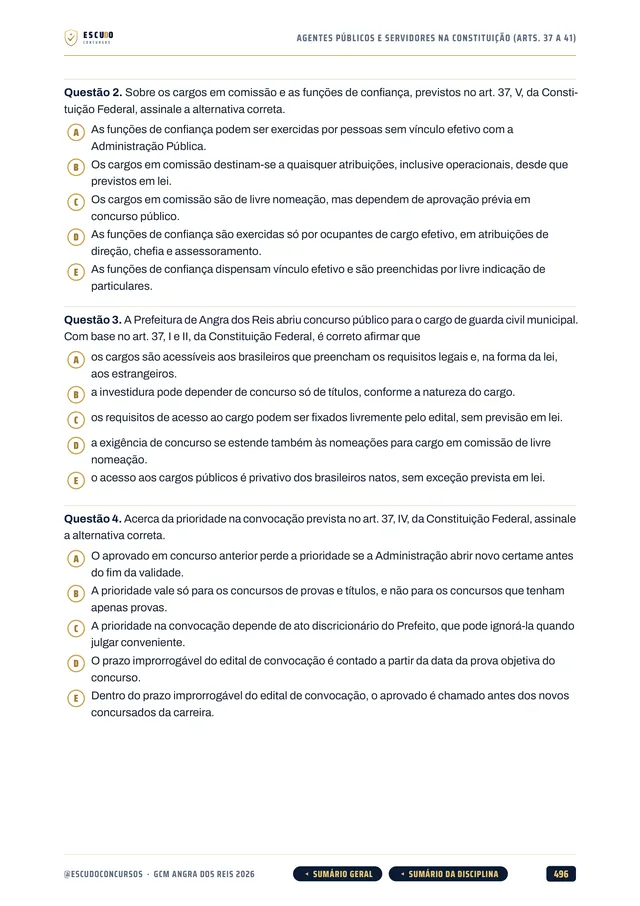 ESCUDO
CONCURSOS
AGENTES PÚBLICOS E SERVIDORES NA CONSTITUIÇÃO (ARTS. 37 A 41)
Questão 2. Sobre os cargos em comissão e as funções de confiança, previstos no art. 37, V, da Consti-
tuição Federal, assinale a alternativa correta.
A As funções de confiança podem ser exercidas por pessoas sem vínculo efetivo com a
Administração Pública.
B Os cargos em comissão destinam-se a quaisquer atribuições, inclusive operacionais, desde que
previstos em lei.
C Os cargos em comissão são de livre nomeação, mas dependem de aprovação prévia em
concurso público.
D As funções de confiança são exercidas só por ocupantes de cargo efetivo, em atribuições de
direção, chefia e assessoramento.
E As funções de confiança dispensam vínculo efetivo e são preenchidas por livre indicação de
particulares.
Questão 3. A Prefeitura de Angra dos Reis abriu concurso público para o cargo de guarda civil municipal.
Com base no art. 37, I e II, da Constituição Federal, é correto afirmar que
A os cargos são acessíveis aos brasileiros que preencham os requisitos legais e, na forma da lei,
aos estrangeiros.
B a investidura pode depender de concurso só de títulos, conforme a natureza do cargo.
C os requisitos de acesso ao cargo podem ser fixados livremente pelo edital, sem previsão em lei.
D a exigência de concurso se estende também às nomeações para cargo em comissão de livre
nomeação.
E o acesso aos cargos públicos é privativo dos brasileiros natos, sem exceção prevista em lei.
Questão 4. Acerca da prioridade na convocação prevista no art. 37, IV, da Constituição Federal, assinale
a alternativa correta.
A O aprovado em concurso anterior perde a prioridade se a Administração abrir novo certame antes
do fim da validade.
B A prioridade vale só para os concursos de provas e títulos, e não para os concursos que tenham
apenas provas.
C A prioridade na convocação depende de ato discricionário do Prefeito, que pode ignorá-la quando
julgar conveniente.
D O prazo improrrogável do edital de convocação é contado a partir da data da prova objetiva do
concurso.
E Dentro do prazo improrrogável do edital de convocação, o aprovado é chamado antes dos novos
concursados da carreira.
@ESCUDOCONCURSOS · GCM ANGRA DOS REIS 2026
SUMÁRIO GERAL
SUMÁRIO DA DISCIPLINA
496